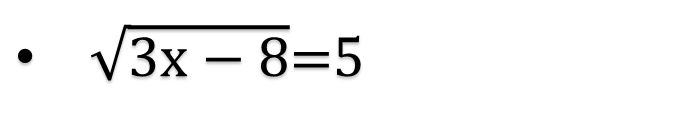 • √3x − 8=5